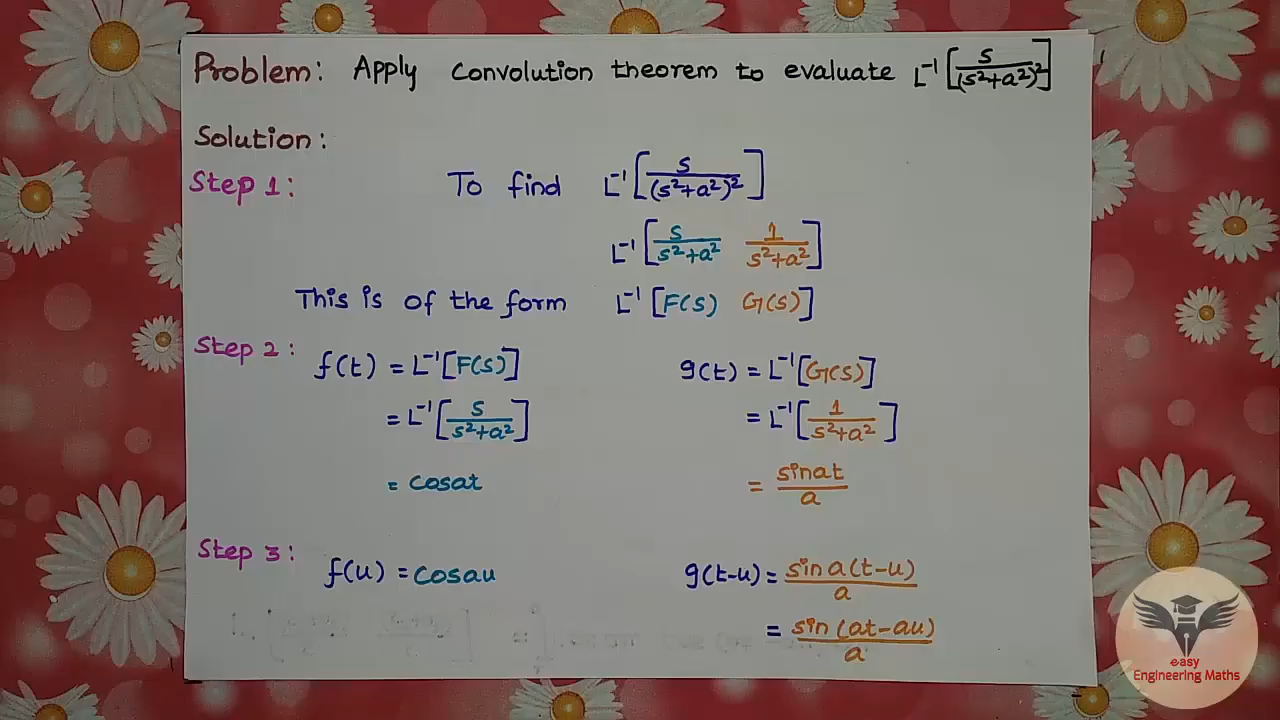 Problem: Apply convolution theorem to evaluate L⁻¹[s/(s²+a²)²]
Solution:
Step 1: To find L⁻¹[s/(s²+a²)²]
L⁻¹[s/(s²+a²) 1/(s²+a²)]
This is of the form L⁻¹[F(s) G(s)]
Step 2: f(t) = L⁻¹[F(s)] g(t) = L⁻¹[G(s)]
= L⁻¹[s/(s²+a²)] = L⁻¹[1/(s²+a²)]
= cosat = sinat/a
Step 3: f(u) = cosau g(t-u) = sin a(t-u)/a
= sin (at-au)/a
easy
Engineering Maths